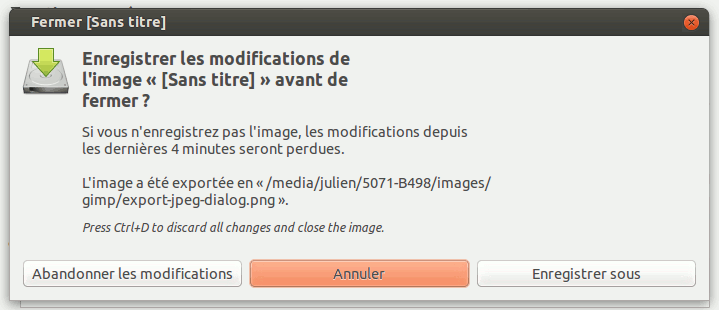 Fermer [Sans titre]
Enregistrer les modifications de
l'image « [Sans titre] » avant de
fermer ?
Si vous n'enregistrez pas l'image, les modifications depuis
les dernières 4 minutes seront perdues.
L'image a été exportée en « /media/julien/5071-B498/images/
gimp/export-jpeg-dialog.png ».
Press Ctrl+D to discard all changes and close the image.
Abandonner les modifications
Annuler
Enregistrer sous